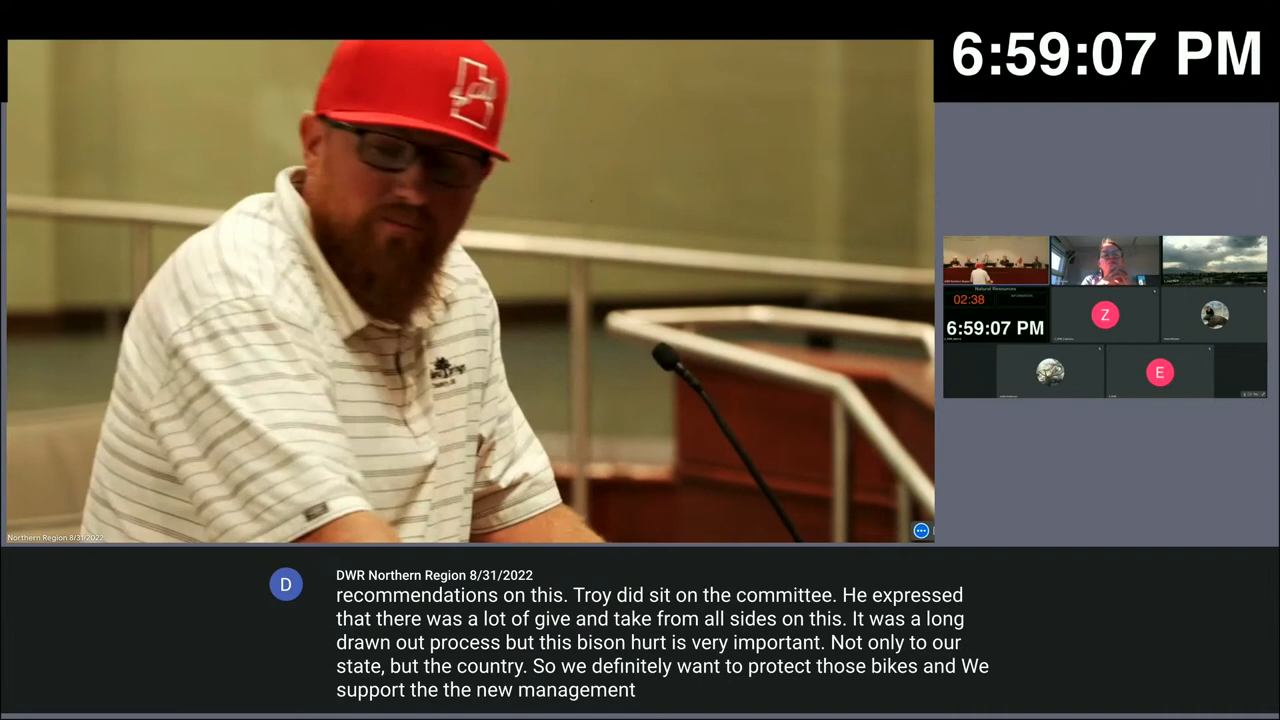 6:59:07 PM
Natural Resources
02:38
INFORMATION
6:59:07 PM
Z
E
Northern Region 8/31/2022
D
DWR Northern Region 8/31/2022
recommendations on this. Troy did sit on the committee. He expressed
that there was a lot of give and take from all sides on this. It was a long
drawn out process but this bison hurt is very important. Not only to our
state, but the country. So we definitely want to protect those bikes and We
support the the new management